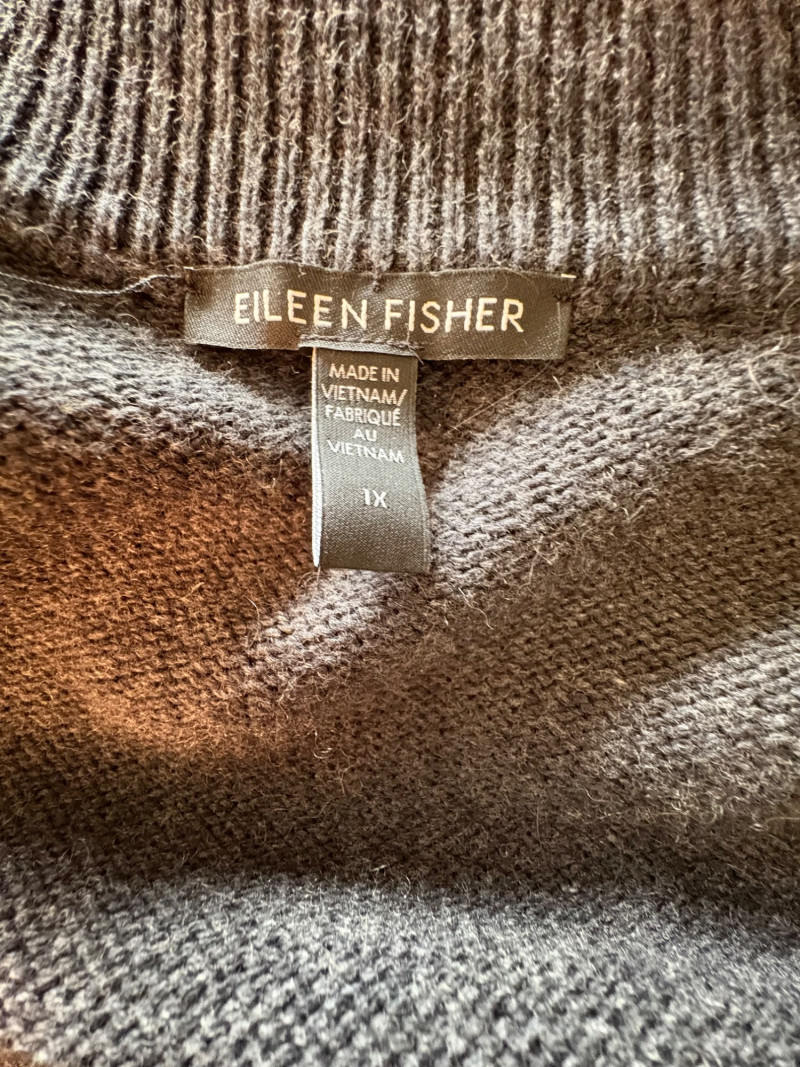 EILEEN FISHER
MADE IN
VIETNAM/
FABRIQUÉ
AU
VIETNAM
1X